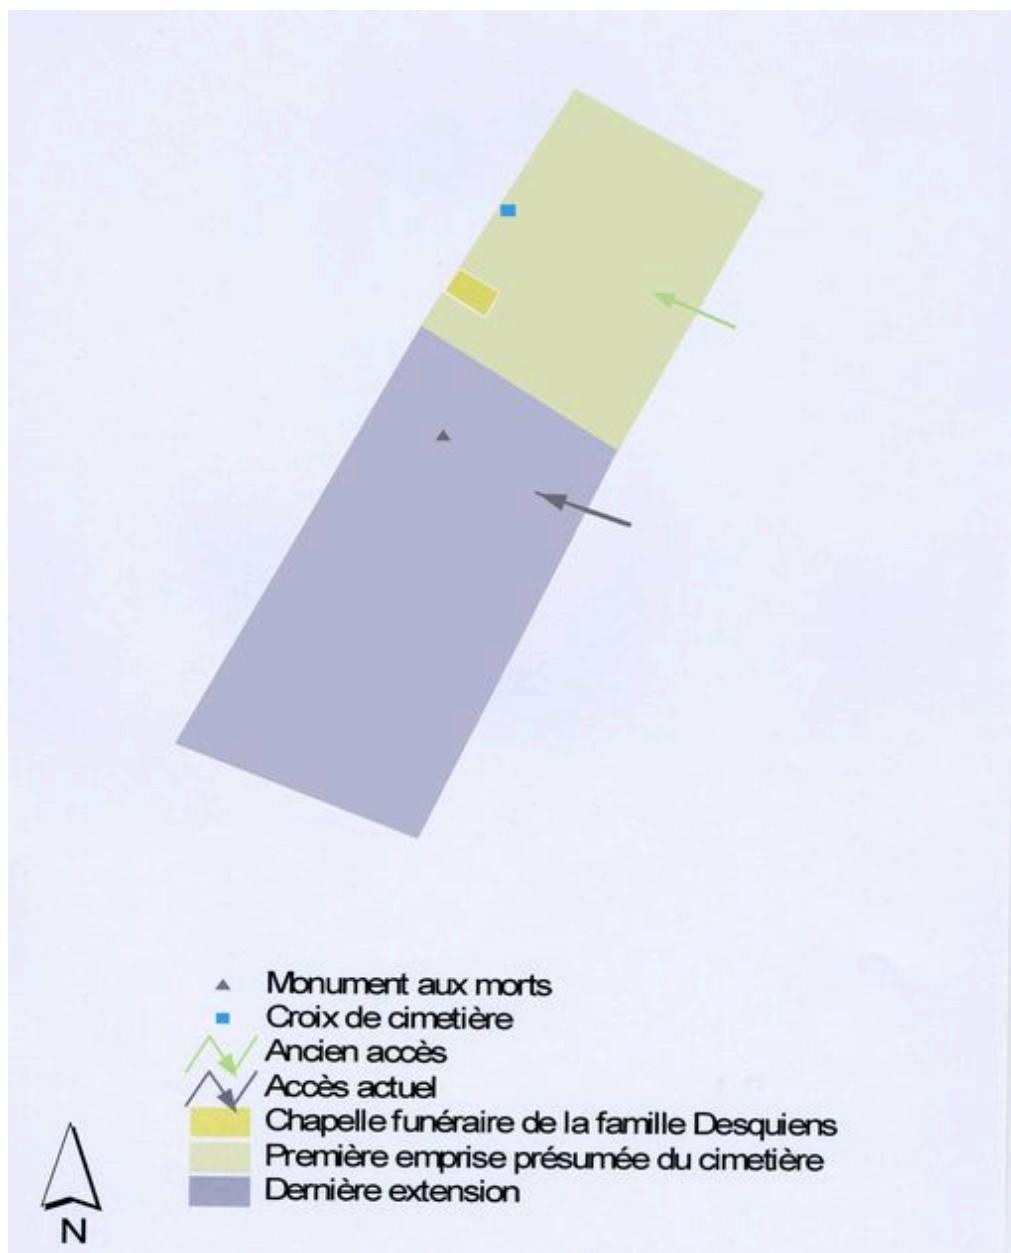 Monument aux morts
Croix de cimetière
Ancien accès
Accès actuel
Chapelle funéraire de la famille Desquiens
Première emprise présumée du cimetière
Dernière extension
N